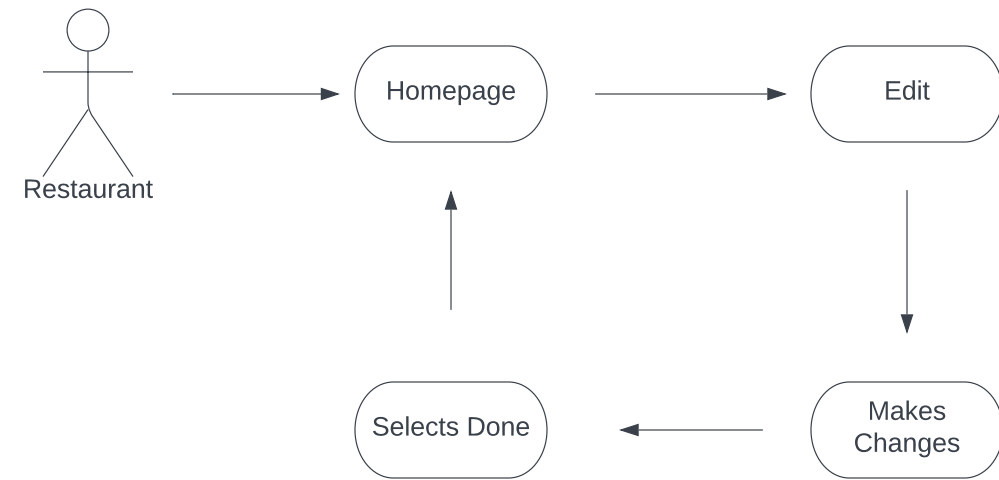 Homepage
Edit
Restaurant
Selects Done
Makes
Changes